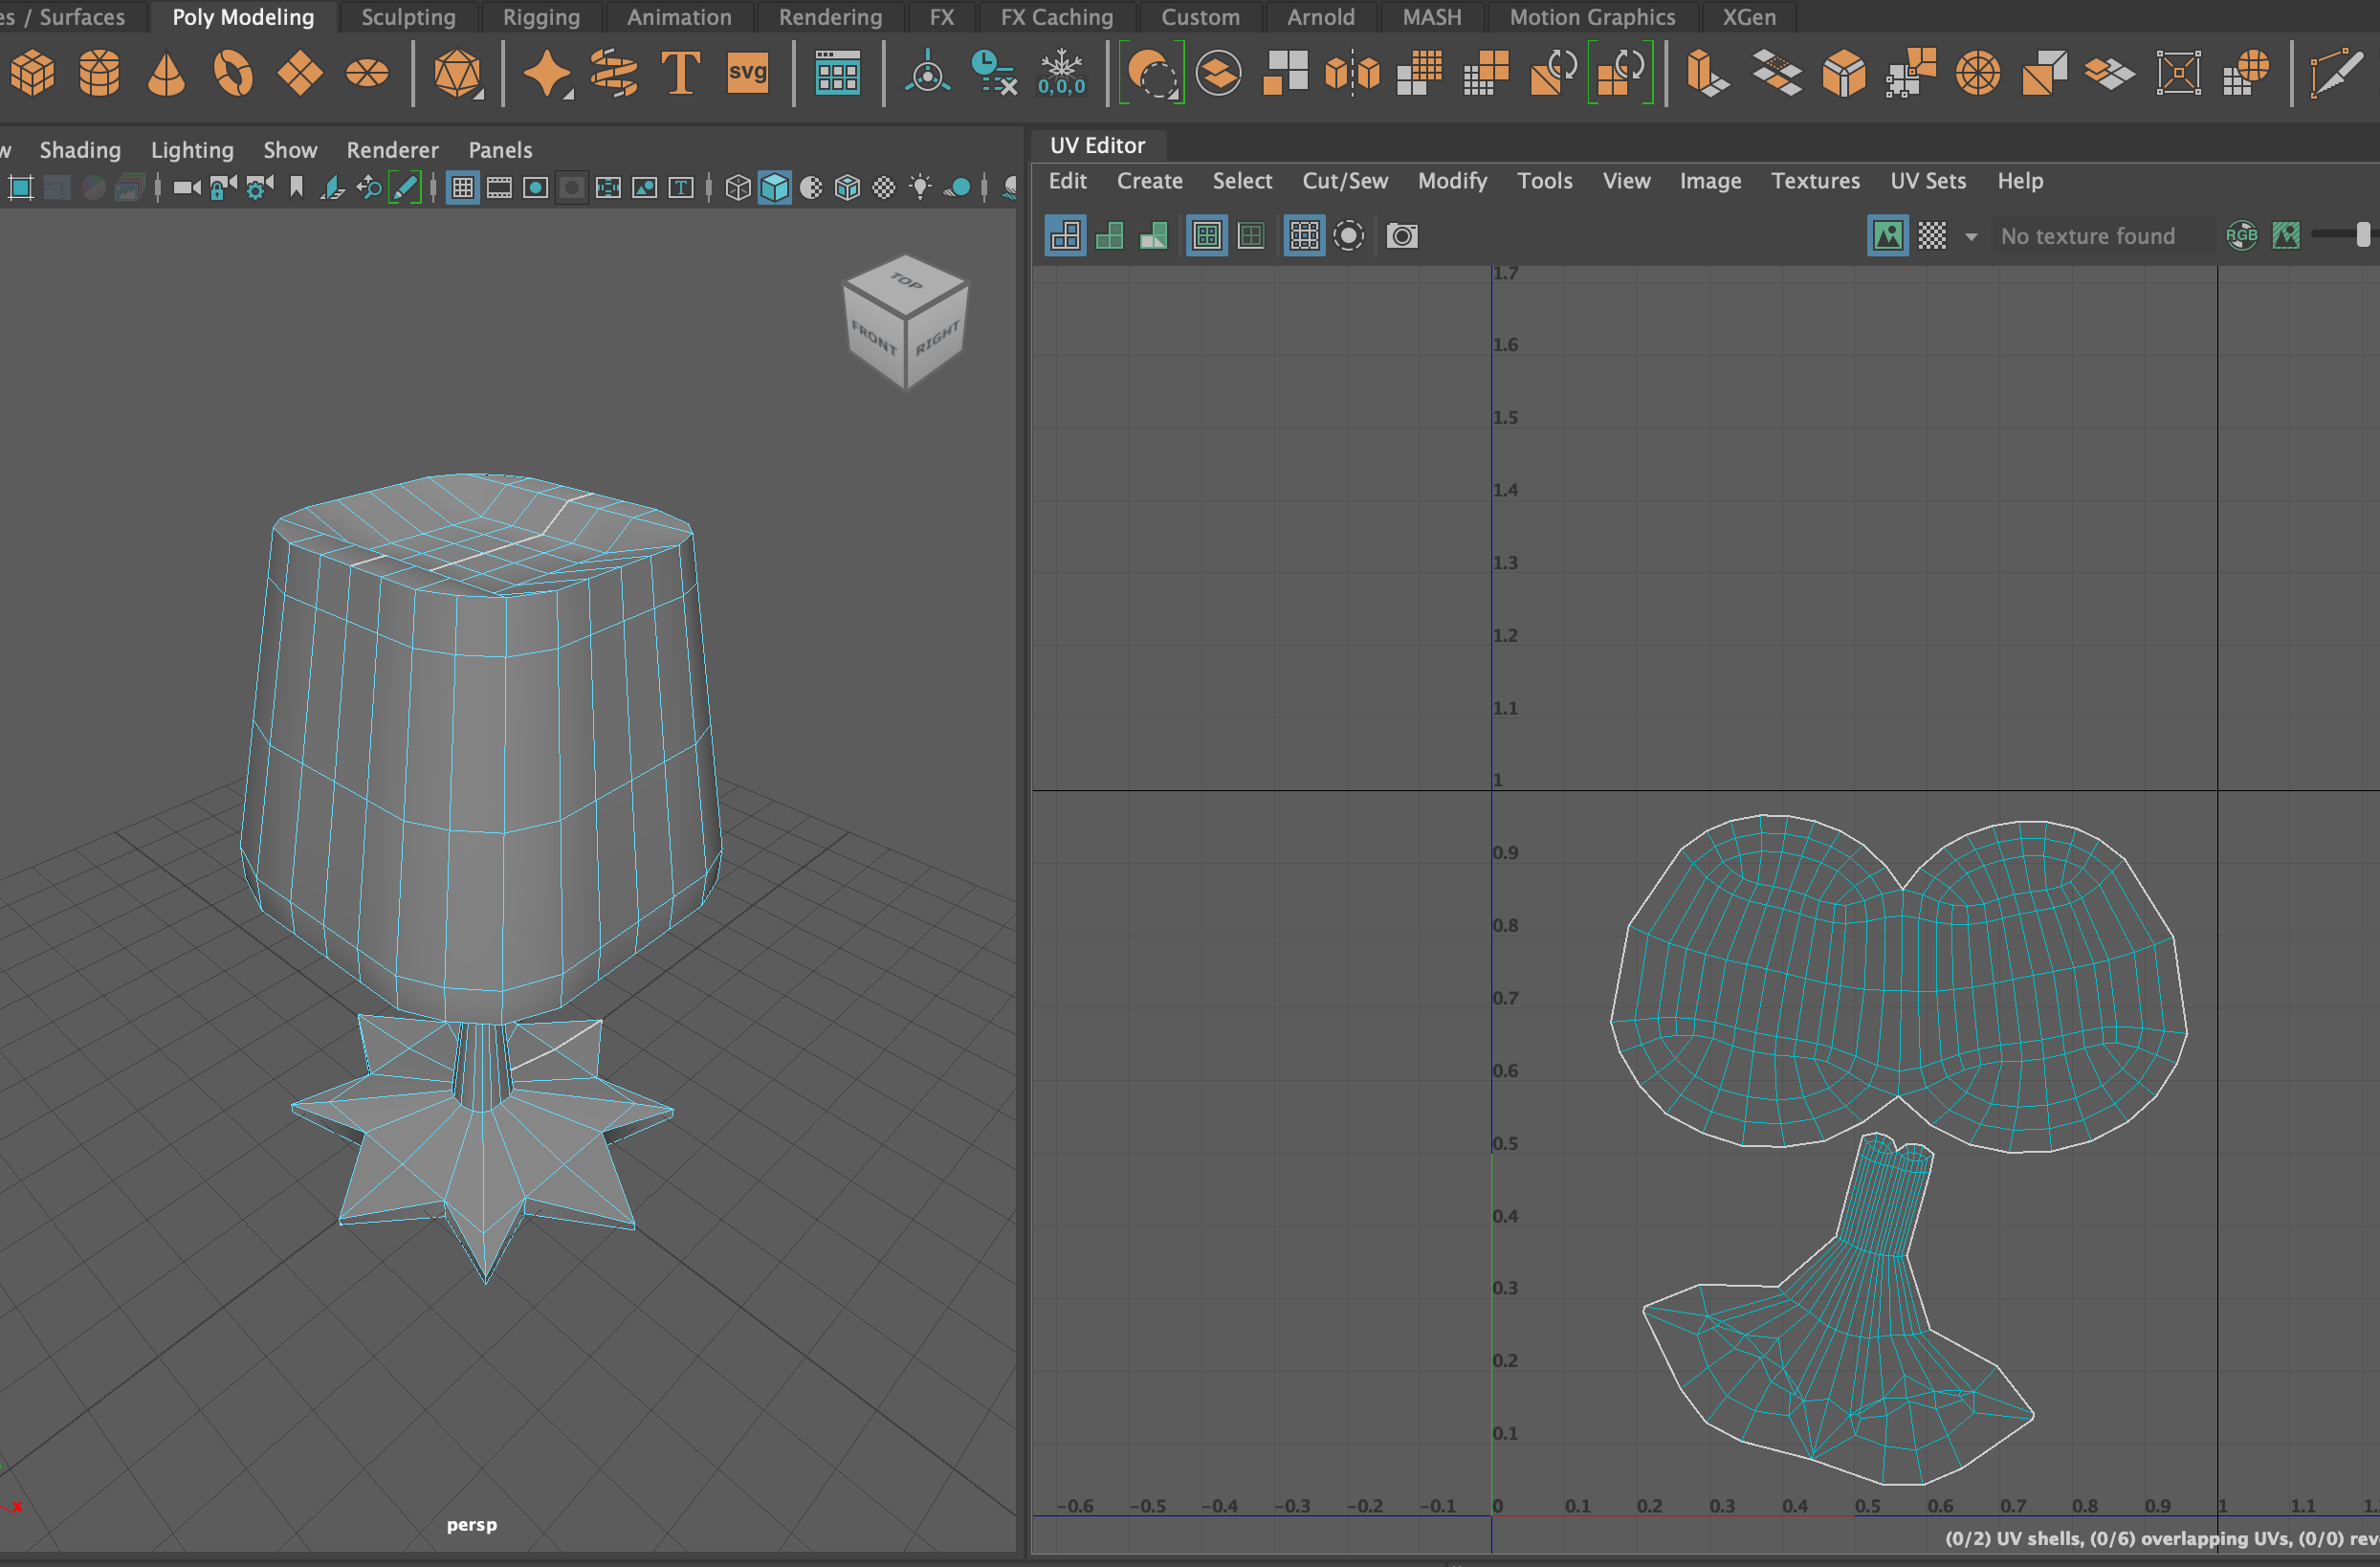 es / Surfaces Poly Modeling Sculpting Rigging Animation Rendering FX FX Caching Custom Arnold MASH Motion Graphics XGen
T svg 0,0,0
w Shading Lighting Show Renderer Panels
T
TOP
FRONT RIGHT
persp
x
UV Editor
Edit Create Select Cut/Sew Modify Tools View Image Textures UV Sets Help
No texture found RGB
1.7
1.6
1.5
1.4
1.3
1.2
1.1
1
0.9
0.8
0.7
0.6
0.5
0.4
0.3
0.2
0.1
-0.6 -0.5 -0.4 -0.3 -0.2 -0.1 0 0.1 0.2 0.3 0.4 0.5 0.6 0.7 0.8 0.9 1 1.1 1.
(0/2) UV shells, (0/6) overlapping UVs, (0/0) rev